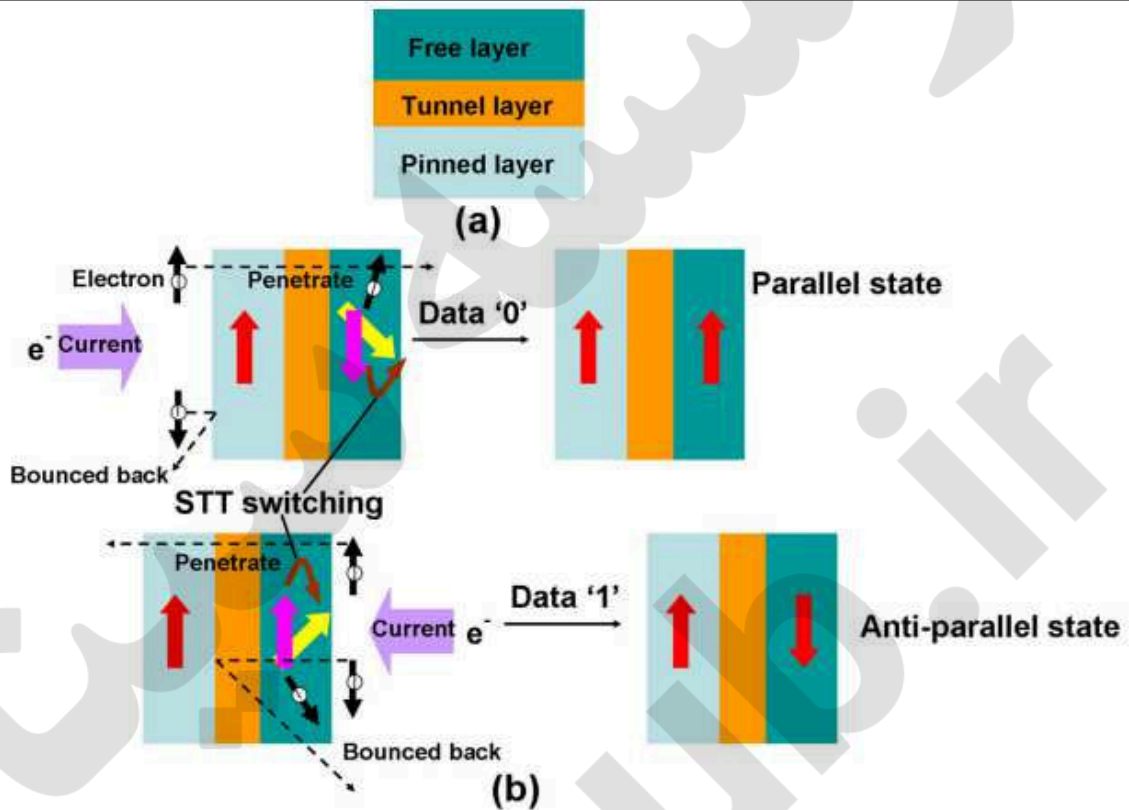 Free layer
Tunnel layer
Pinned layer
(a)
Electron
Penetrate
e⁻ Current
Bounced back
Data ‘0’
Parallel state
STT switching
Penetrate
Current e⁻
Bounced back
Data ‘1’
Anti-parallel state
(b)